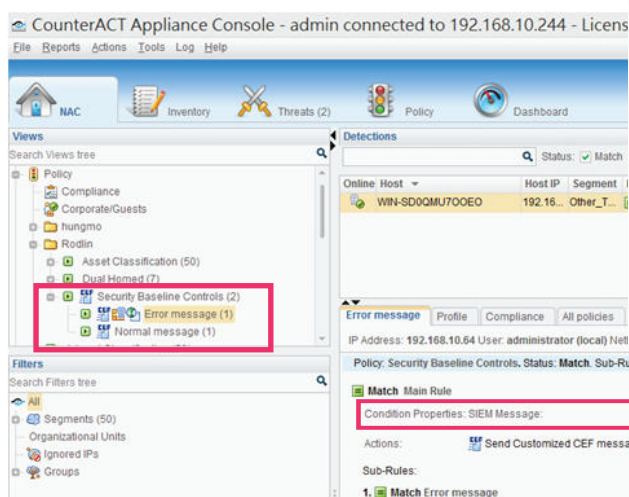 CounterACT Appliance Console - admin connected to 192.168.10.244 - Licens
File Reports Actions Tools Log Help
NAC Inventory Threats (2) Policy Dashboard
Views
Search Views tree
Policy
Compliance
Corporate/Guests
hungmo
Rodlin
Asset Classification (50)
Dual Homed (7)
CEF Security Baseline Controls (2)
CEF Error message (1)
CEF Normal message (1)
Filters
Search Filters tree
All
Segments (50)
Organizational Units
Ignored IPs
Groups
Detections
Status: Match
Online Host Host IP Segment
WIN-SD0QMU7OOEO 192.16... Other_T...
Error message Profile Compliance All policies
IP Address: 192.168.10.64 User: administrator (local) Net
Policy: Security Baseline Controls. Status: Match. Sub-Ru
Match Main Rule
Condition Properties: SIEM Message:
Actions: CEF Send Customized CEF messa
Sub-Rules:
1. Match Error message